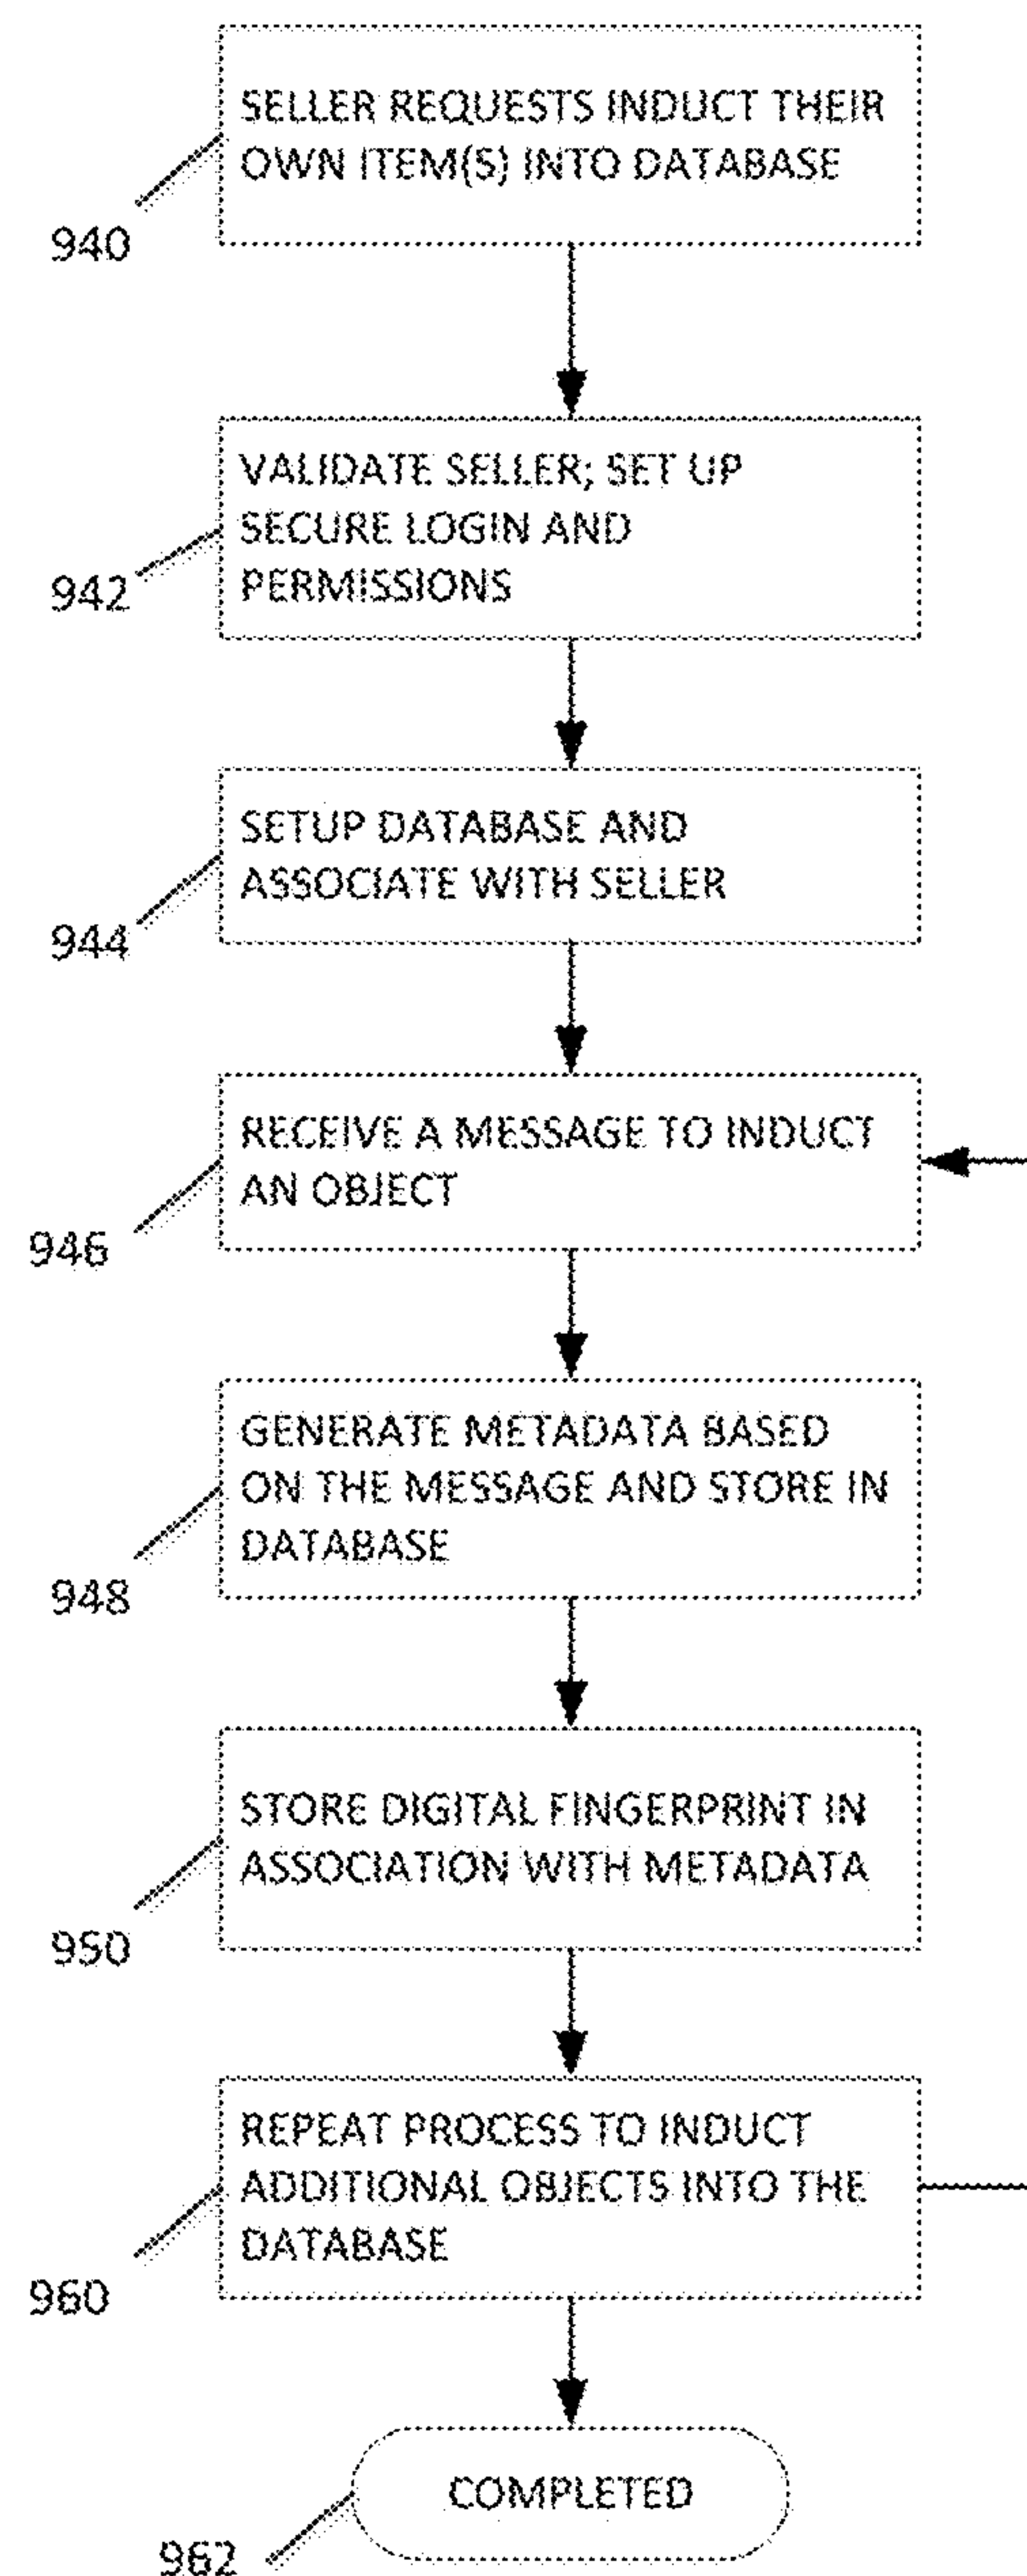 SELLER REQUESTS INDUCT THEIR
OWN ITEM(S) INTO DATABASE
940
VALIDATE SELLER; SET UP
SECURE LOGIN AND
PERMISSIONS
942
SETUP DATABASE AND
ASSOCIATE WITH SELLER
944
RECEIVE A MESSAGE TO INDUCT
AN OBJECT
946
GENERATE METADATA BASED
ON THE MESSAGE AND STORE IN
DATABASE
948
STORE DIGITAL FINGERPRINT IN
ASSOCIATION WITH METADATA
950
REPEAT PROCESS TO INDUCT
ADDITIONAL OBJECTS INTO THE
DATABASE
960
COMPLETED
962